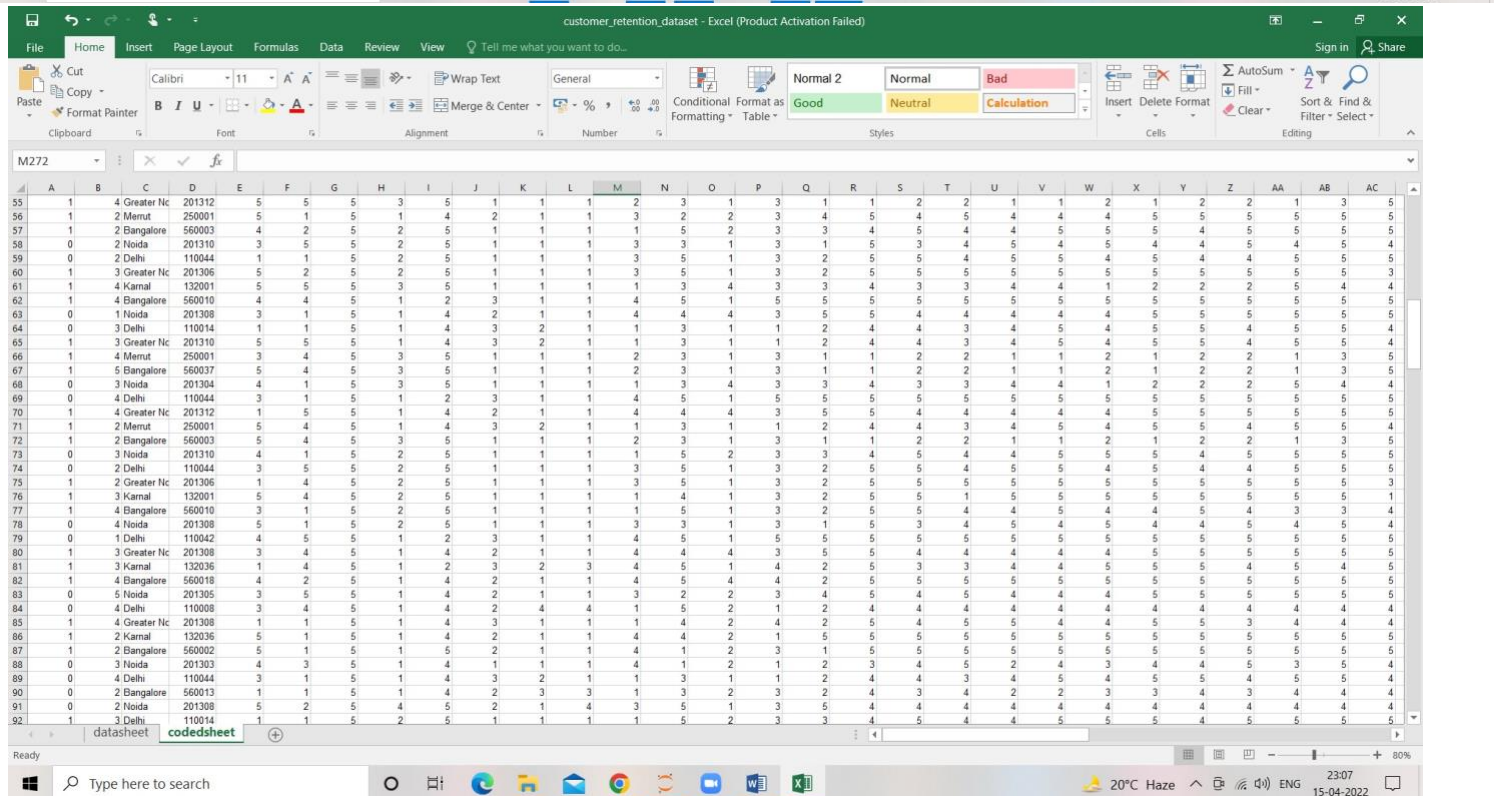 customer_retention_dataset - Excel (Product Activation Failed)
File Home Insert Page Layout Formulas Data Review View Tell me what you want to do... Sign in Share
Cut
Copy
Format Painter
Paste
Calibri 11
Wrap Text
Merge & Center
General
Conditional Formatting
Format as Table
Normal 2 Normal Bad
Good Neutral Calculation
Insert Delete Format
AutoSum
Fill
Clear
Sort & Filter
Find & Select
Clipboard Font Alignment Number Styles Cells Editing
M272 fx
A B C D E F G H I J K L M N O P Q R S T U V W X Y Z AA AB AC
55 1 4 Greater Nc 201312 5 5 5 3 5 1 1 1 2 3 1 3 1 1 2 2 1 1 2 1 2 2 1 3 5
56 1 2 Merrut 250001 5 1 5 1 4 2 1 1 3 2 2 3 4 5 4 5 4 4 4 5 5 5 5 5 5
57 1 2 Bangalore 560003 4 2 5 2 5 1 1 1 1 5 2 3 3 4 5 4 4 5 5 5 4 5 5 5 5
58 0 2 Noida 201310 3 5 5 2 5 1 1 1 3 3 1 3 1 5 3 4 5 4 5 4 4 5 4 5 4
59 0 2 Delhi 110044 1 1 5 2 5 1 1 1 3 5 1 3 2 5 5 4 5 5 4 5 4 4 5 5 5
60 1 3 Greater Nc 201306 5 2 5 2 5 1 1 1 3 5 1 3 2 5 5 5 5 5 5 5 5 5 5 5 3
61 1 4 Karnal 132001 5 5 5 3 5 1 1 1 1 3 4 3 3 4 3 3 4 4 1 2 2 2 5 4 4
62 1 4 Bangalore 560010 4 4 5 1 2 3 1 1 4 5 1 5 5 5 5 5 5 5 5 5 5 5 5 5 5
63 0 1 Noida 201308 3 1 5 1 4 2 1 1 4 4 4 3 5 5 4 4 4 4 4 5 5 5 5 5 5
64 0 3 Delhi 110014 1 1 5 1 4 3 2 1 1 3 1 1 2 4 4 3 4 5 4 5 5 4 5 5 4
65 1 3 Greater Nc 201310 5 5 5 1 4 3 2 1 1 3 1 1 2 4 4 3 4 5 4 5 5 4 5 5 4
66 1 4 Merrut 250001 3 4 5 3 5 1 1 1 2 3 1 3 1 1 2 2 1 1 2 1 2 2 1 3 5
67 1 5 Bangalore 560037 5 4 5 3 5 1 1 1 2 3 1 3 1 1 2 2 1 1 2 1 2 2 1 3 5
68 0 3 Noida 201304 4 1 5 3 5 1 1 1 1 3 4 3 3 4 3 3 4 4 1 2 2 2 5 4 4
69 0 4 Delhi 110044 3 1 5 1 2 3 1 1 4 5 1 5 5 5 5 5 5 5 5 5 5 5 5 5 5
70 1 4 Greater Nc 201312 1 5 5 1 4 2 1 1 4 4 4 3 5 5 4 4 4 4 4 5 5 5 5 5 5
71 1 2 Merrut 250001 5 4 5 1 4 3 2 1 1 3 1 1 2 4 4 3 4 5 4 5 5 4 5 5 4
72 1 2 Bangalore 560003 5 4 5 3 5 1 1 1 2 3 1 3 1 1 2 2 1 1 2 1 2 2 1 3 5
73 0 3 Noida 201310 4 1 5 2 5 1 1 1 1 5 2 3 3 4 5 4 4 5 5 5 4 5 5 5 5
74 0 2 Delhi 110044 3 5 5 2 5 1 1 1 3 5 1 3 2 5 5 4 5 5 4 5 4 4 5 5 5
75 1 2 Greater Nc 201306 1 4 5 2 5 1 1 1 3 5 1 3 2 5 5 5 5 5 5 5 5 5 5 5 3
76 1 3 Karnal 132001 5 4 5 2 5 1 1 1 1 4 1 3 2 5 5 1 5 5 5 5 5 5 5 5 1
77 1 4 Bangalore 560010 3 1 5 2 5 1 1 1 1 5 1 3 2 5 5 4 4 5 4 4 5 4 3 3 4
78 0 4 Noida 201308 5 1 5 2 5 1 1 1 3 3 1 3 1 5 3 4 5 4 5 4 4 5 4 5 4
79 0 1 Delhi 110042 4 5 5 1 2 3 1 1 4 5 1 5 5 5 5 5 5 5 5 5 5 5 5 5 5
80 1 3 Greater Nc 201308 3 4 5 1 4 2 1 1 4 4 4 3 5 5 4 4 4 4 4 5 5 5 5 5 5
81 1 3 Karnal 132036 1 4 5 1 2 3 2 3 4 5 1 4 2 5 3 3 4 4 5 5 5 4 5 4 5
82 1 4 Bangalore 560018 4 2 5 1 4 2 1 1 4 5 4 4 2 5 5 5 5 5 5 5 5 5 5 5 5
83 0 5 Noida 201305 3 5 5 1 4 2 1 1 3 2 2 3 4 5 4 5 4 4 4 5 5 5 5 5 5
84 0 4 Delhi 110008 3 4 5 1 4 2 4 4 1 5 2 1 2 4 4 4 4 4 4 4 4 4 4 4 4
85 1 4 Greater Nc 201308 1 1 5 1 4 3 1 1 1 4 2 4 2 5 4 5 5 4 4 5 5 3 4 4 4
86 1 2 Karnal 132036 5 1 5 1 4 2 1 1 4 4 2 1 5 5 5 5 5 5 5 5 5 5 5 5 5
87 1 2 Bangalore 560002 5 1 5 1 5 2 1 1 4 1 2 3 1 5 5 5 5 5 5 5 5 5 5 5 5
88 0 3 Noida 201303 4 3 5 1 4 1 1 1 4 1 2 1 2 3 4 5 2 4 3 4 4 5 3 5 4
89 0 4 Delhi 110044 3 1 5 1 4 3 2 1 1 3 1 1 2 4 4 3 4 5 4 5 5 4 5 5 4
90 0 2 Bangalore 560013 1 1 5 1 4 2 3 3 1 3 2 3 2 4 3 4 2 2 3 3 4 3 4 4 4
91 0 2 Noida 201308 5 2 5 4 5 2 1 4 3 5 1 3 5 4 4 4 4 4 4 4 4 4 4 4 4
92 1 3 Delhi 110014 1 1 5 2 5 1 1 1 1 5 2 3 3 4 5 4 4 5 5 5 4 5 5 5 5
datasheet codedsheet
Ready 80%
Type here to search
20°C Haze ENG 23:07
15-04-2022